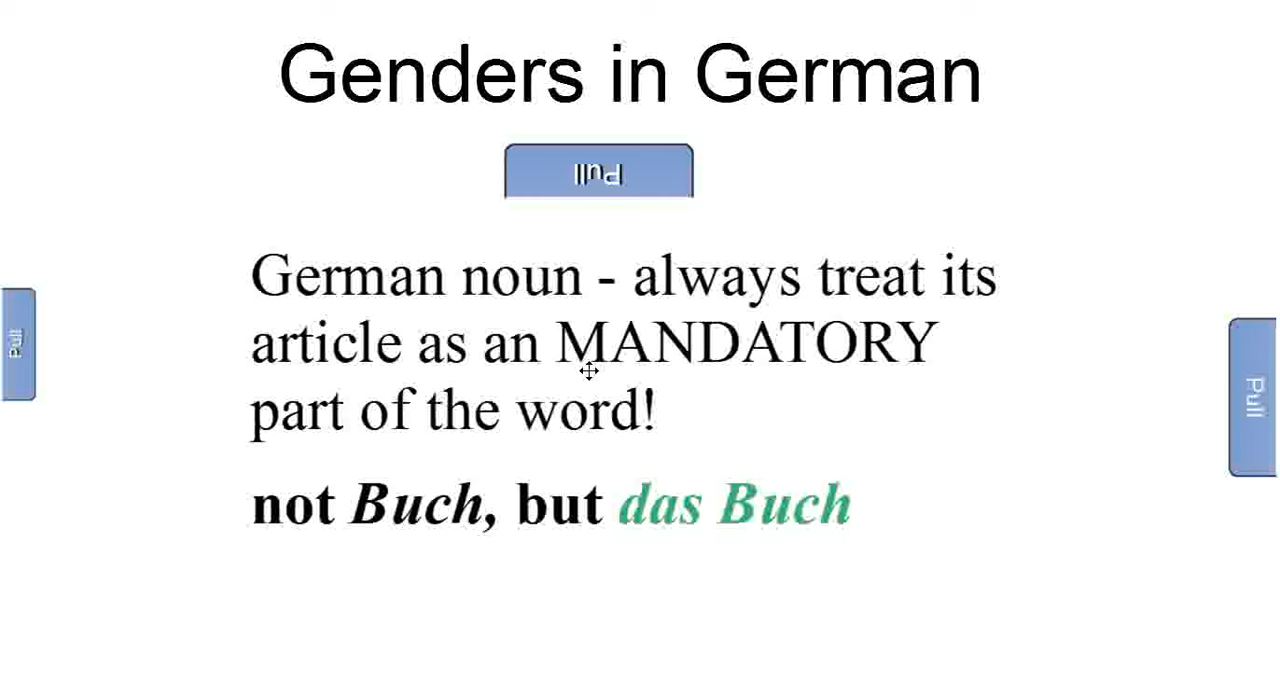 Genders in German
Pull
German noun - always treat its
article as an MANDATORY
part of the word!
Pull
Pull
not Buch, but das Buch